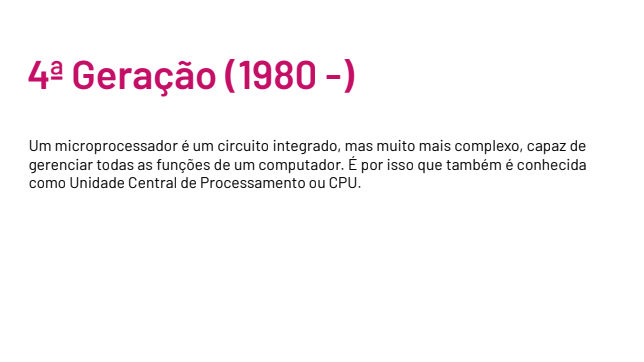 4ª Geração (1980 -)
Um microprocessador é um circuito integrado, mas muito mais complexo, capaz de
gerenciar todas as funções de um computador. É por isso que também é conhecida
como Unidade Central de Processamento ou CPU.